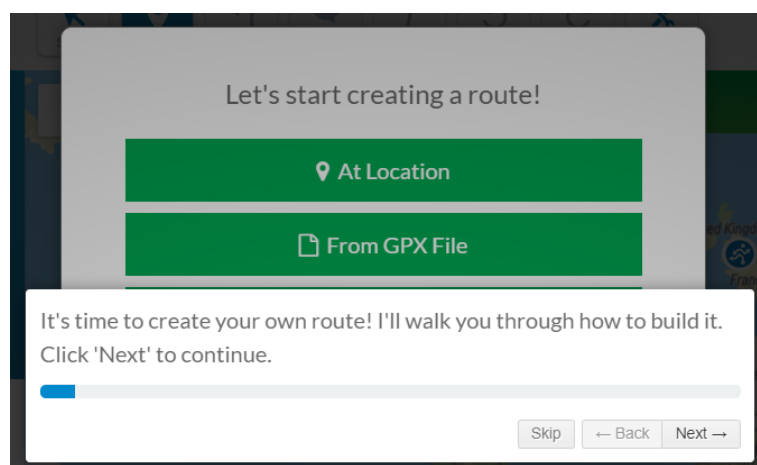 Let's start creating a route!
At Location
From GPX File
It's time to create your own route! I'll walk you through how to build it.
Click 'Next' to continue.
Skip
← Back
Next →